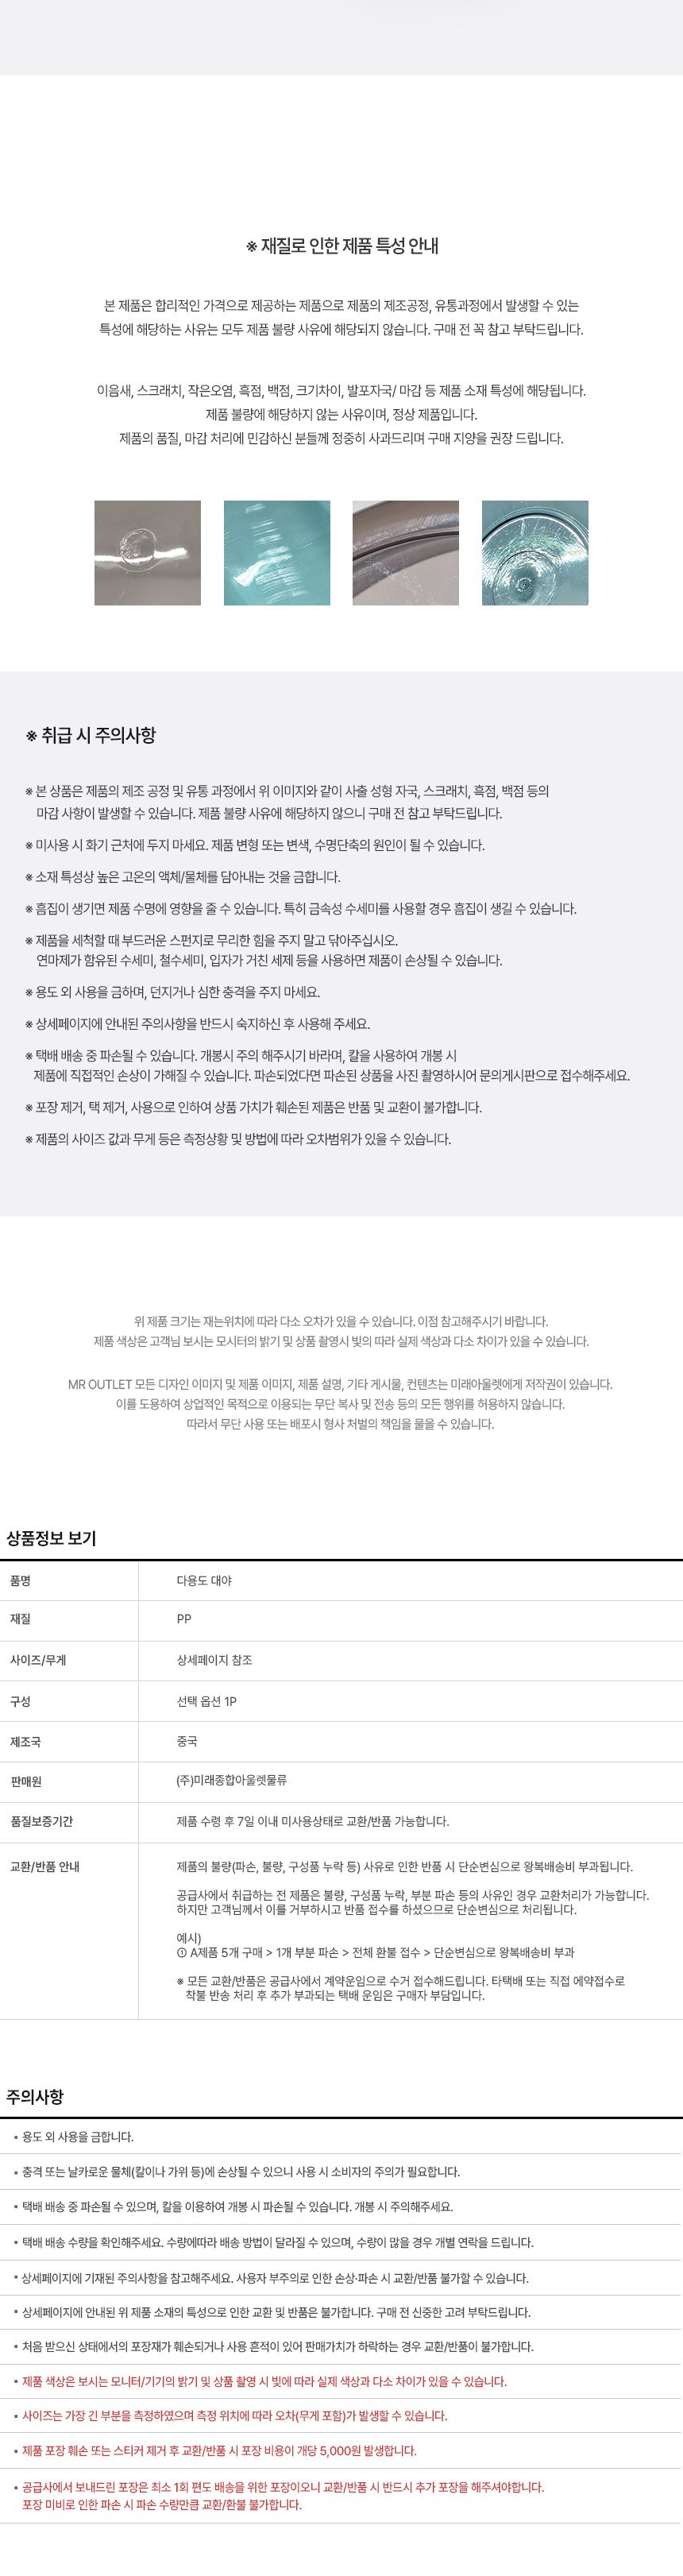 ※ 재질로 인한 제품 특성 안내
본 제품은 합리적인 가격으로 제공하는 제품으로 제품의 제조공정, 유통과정에서 발생할 수 있는
특성에 해당하는 사유는 모두 제품 불량 사유에 해당되지 않습니다. 구매 전 꼭 참고 부탁드립니다.
이음새, 스크래치, 작은오염, 흑점, 백점, 크기차이, 발포자국/ 마감 등 제품 소재 특성에 해당됩니다.
제품 불량에 해당하지 않는 사유이며, 정상 제품입니다.
제품의 품질, 마감 처리에 민감하신 분들께 정중히 사과드리며 구매 지양을 권장 드립니다.
※ 취급 시 주의사항
※ 본 상품은 제품의 제조 공정 및 유통 과정에서 위 이미지와 같이 사출 성형 자국, 스크래치, 흑점, 백점 등의
마감 사항이 발생할 수 있습니다. 제품 불량 사유에 해당하지 않으니 구매 전 참고 부탁드립니다.
※ 미사용 시 화기 근처에 두지 마세요. 제품 변형 또는 변색, 수명단축의 원인이 될 수 있습니다.
※ 소재 특성상 높은 고온의 액체/물체를 담아내는 것을 금합니다.
※ 흠집이 생기면 제품 수명에 영향을 줄 수 있습니다. 특히 금속성 수세미를 사용할 경우 흠집이 생길 수 있습니다.
※ 제품을 세척할 때 부드러운 스펀지로 무리한 힘을 주지 말고 닦아주십시오.
연마제가 함유된 수세미, 철수세미, 입자가 거친 세제 등을 사용하면 제품이 손상될 수 있습니다.
※ 용도 외 사용을 금하며, 던지거나 심한 충격을 주지 마세요.
※ 상세페이지에 안내된 주의사항을 반드시 숙지하신 후 사용해 주세요.
※ 택배 배송 중 파손될 수 있습니다. 개봉시 주의 해주시기 바라며, 칼을 사용하여 개봉 시
제품에 직접적인 손상이 가해질 수 있습니다. 파손되었다면 파손된 상품을 사진 촬영하시어 문의게시판으로 접수해주세요.
※ 포장 제거, 택 제거, 사용으로 인하여 상품 가치가 훼손된 제품은 반품 및 교환이 불가합니다.
※ 제품의 사이즈 값과 무게 등은 측정상황 및 방법에 따라 오차범위가 있을 수 있습니다.
위 제품 크기는 재는위치에 따라 다소 오차가 있을 수 있습니다. 이점 참고해주시기 바랍니다.
제품 색상은 고객님 보시는 모시터의 밝기 및 상품 촬영시 빛의 따라 실제 색상과 다소 차이가 있을 수 있습니다.
MR OUTLET 모든 디자인 이미지 및 제품 이미지, 제품 설명, 기타 게시물, 컨텐츠는 미래아울렛에게 저작권이 있습니다.
이를 도용하여 상업적인 목적으로 이용되는 무단 복사 및 전송 등의 모든 행위를 허용하지 않습니다.
따라서 무단 사용 또는 배포시 형사 처벌의 책임을 물을 수 있습니다.
상품정보 보기
품명 다용도 대야
재질 PP
사이즈/무게 상세페이지 참조
구성 선택 옵션 1P
제조국 중국
판매원 (주)미래종합아울렛물류
품질보증기간 제품 수령 후 7일 이내 미사용상태로 교환/반품 가능합니다.
교환/반품 안내 제품의 불량(파손, 불량, 구성품 누락 등) 사유로 인한 반품 시 단순변심으로 왕복배송비 부과됩니다.
공급사에서 취급하는 전 제품은 불량, 구성품 누락, 부분 파손 등의 사유인 경우 교환처리가 가능합니다.
하지만 고객님께서 이를 거부하시고 반품 접수를 하셨으므로 단순변심으로 처리됩니다.
예시)
① A제품 5개 구매 > 1개 부분 파손 > 전체 환불 접수 > 단순변심으로 왕복배송비 부과
※ 모든 교환/반품은 공급사에서 계약운임으로 수거 접수해드립니다. 타택배 또는 직접 예약접수로
착불 반송 처리 후 추가 부과되는 택배 운임은 구매자 부담입니다.
주의사항
▪ 용도 외 사용을 금합니다.
▪ 충격 또는 날카로운 물체(칼이나 가위 등)에 손상될 수 있으니 사용 시 소비자의 주의가 필요합니다.
▪ 택배 배송 중 파손될 수 있으며, 칼을 이용하여 개봉 시 파손될 수 있습니다. 개봉 시 주의해주세요.
▪ 택배 배송 수량을 확인해주세요. 수량에따라 배송 방법이 달라질 수 있으며, 수량이 많을 경우 개별 연락을 드립니다.
▪ 상세페이지에 기재된 주의사항을 참고해주세요. 사용자 부주의로 인한 손상·파손 시 교환/반품 불가할 수 있습니다.
▪ 상세페이지에 안내된 위 제품 소재의 특성으로 인한 교환 및 반품은 불가합니다. 구매 전 신중한 고려 부탁드립니다.
▪ 처음 받으신 상태에서의 포장재가 훼손되거나 사용 흔적이 있어 판매가치가 하락하는 경우 교환/반품이 불가합니다.
▪ 제품 색상은 보시는 모니터/기기의 밝기 및 상품 촬영 시 빛에 따라 실제 색상과 다소 차이가 있을 수 있습니다.
▪ 사이즈는 가장 긴 부분을 측정하였으며 측정 위치에 따라 오차(무게 포함)가 발생할 수 있습니다.
▪ 제품 포장 훼손 또는 스티커 제거 후 교환/반품 시 포장 비용이 개당 5,000원 발생합니다.
▪ 공급사에서 보내드린 포장은 최소 1회 편도 배송을 위한 포장이오니 교환/반품 시 반드시 추가 포장을 해주셔야합니다.
포장 미비로 인한 파손 시 파손 수량만큼 교환/환불 불가합니다.